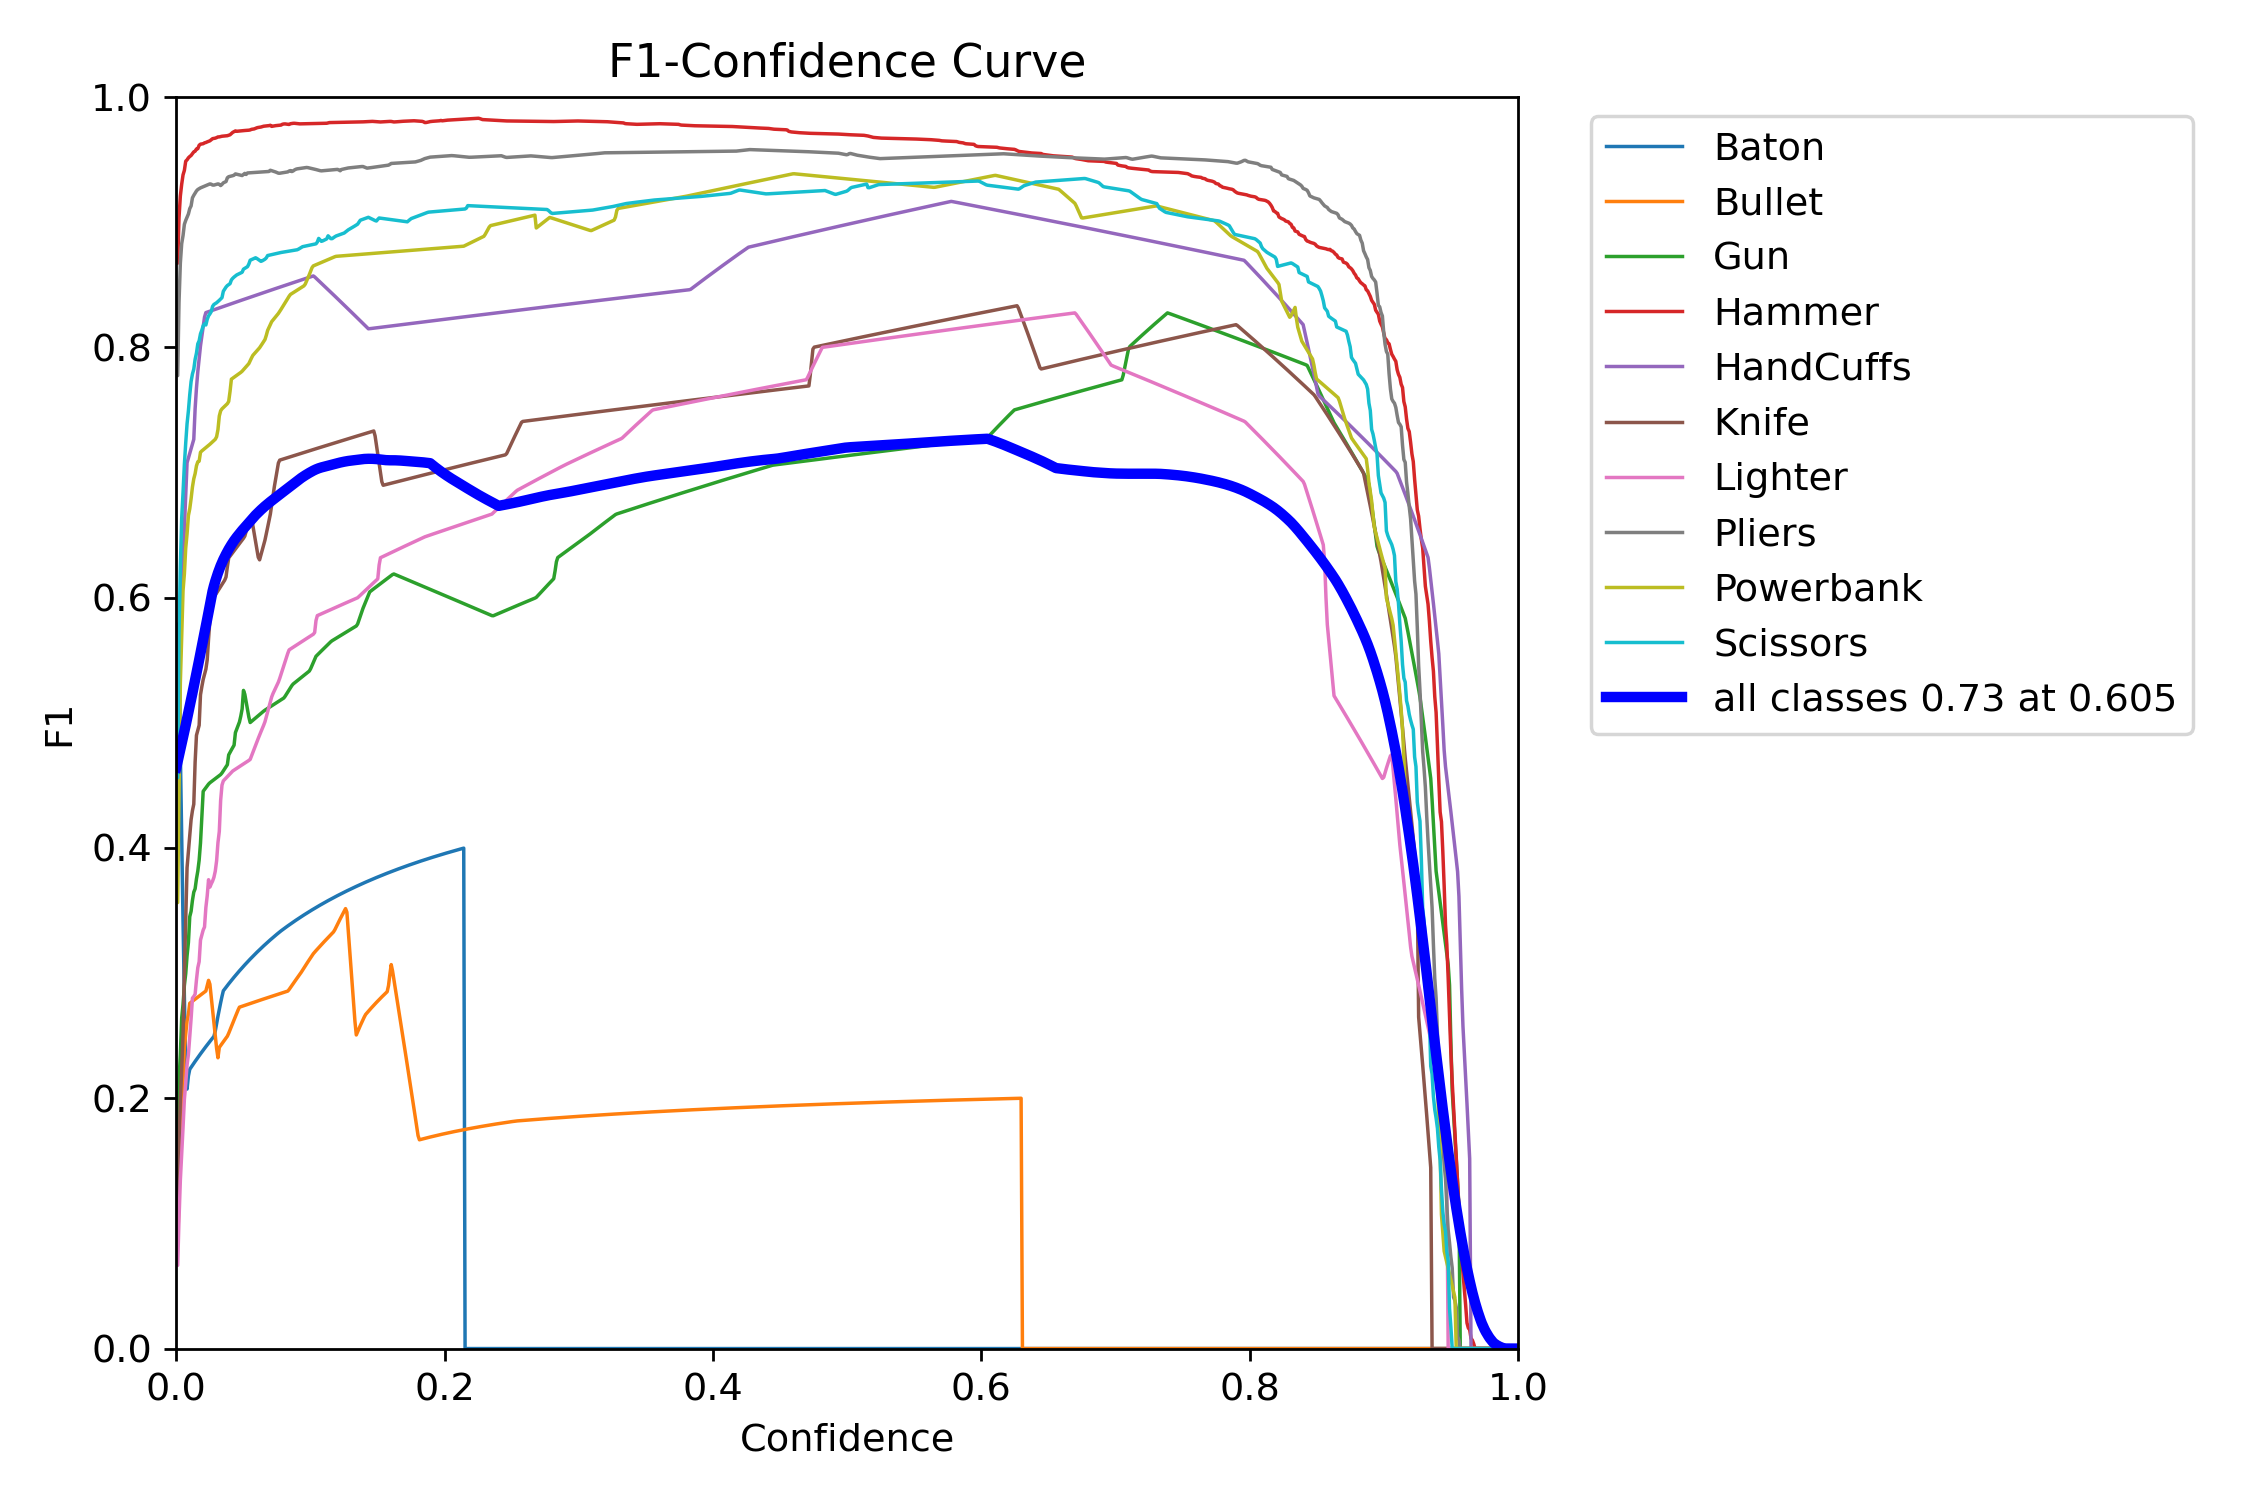 F1-Confidence Curve
1.0
0.8
0.6
0.4
0.2
0.0
F1
0.0 0.2 0.4 0.6 0.8 1.0
Confidence
Baton
Bullet
Gun
Hammer
HandCuffs
Knife
Lighter
Pliers
Powerbank
Scissors
all classes 0.73 at 0.605